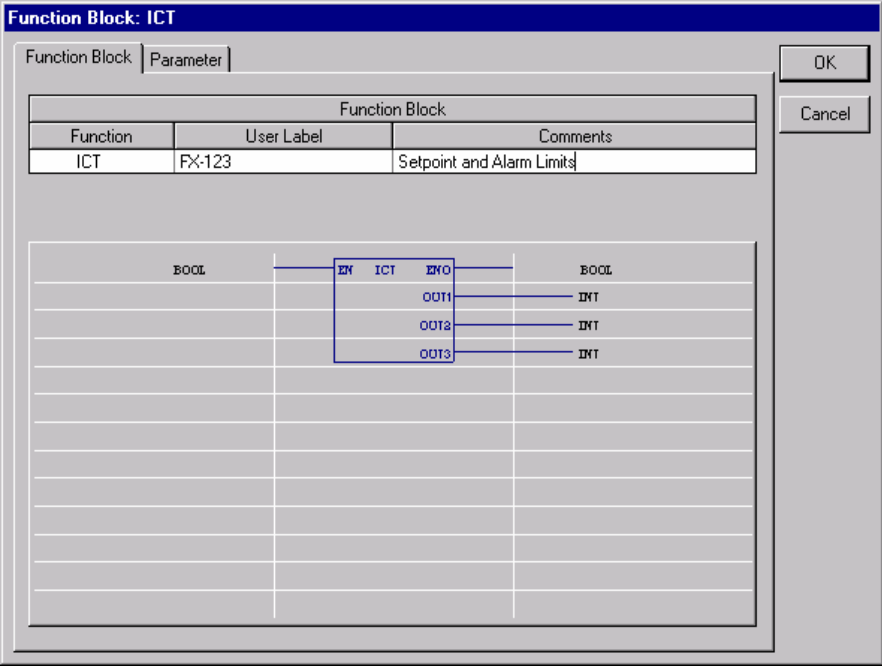 Function Block: ICT
Function Block Parameter
OK
Cancel
Function Block
Function User Label Comments
ICT FX-123 Setpoint and Alarm Limits
BOOL EN ICT ENO BOOL
OUT1 INT
OUT2 INT
OUT3 INT